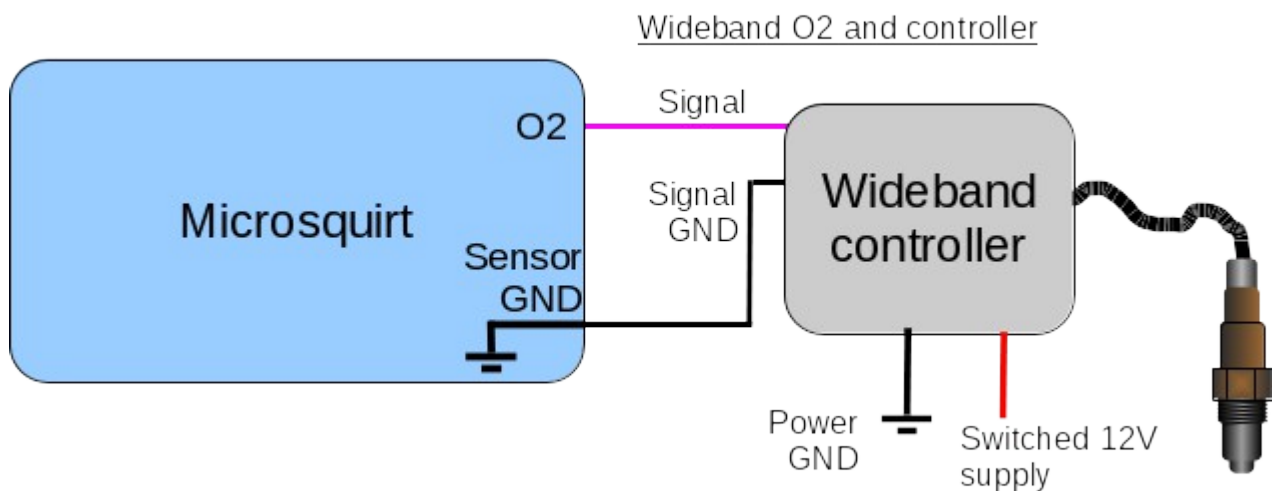 Wideband O2 and controller
Signal
O2
Signal
GND
Wideband
controller
Microsquirt
Sensor
GND
Power
GND
Switched 12V
supply